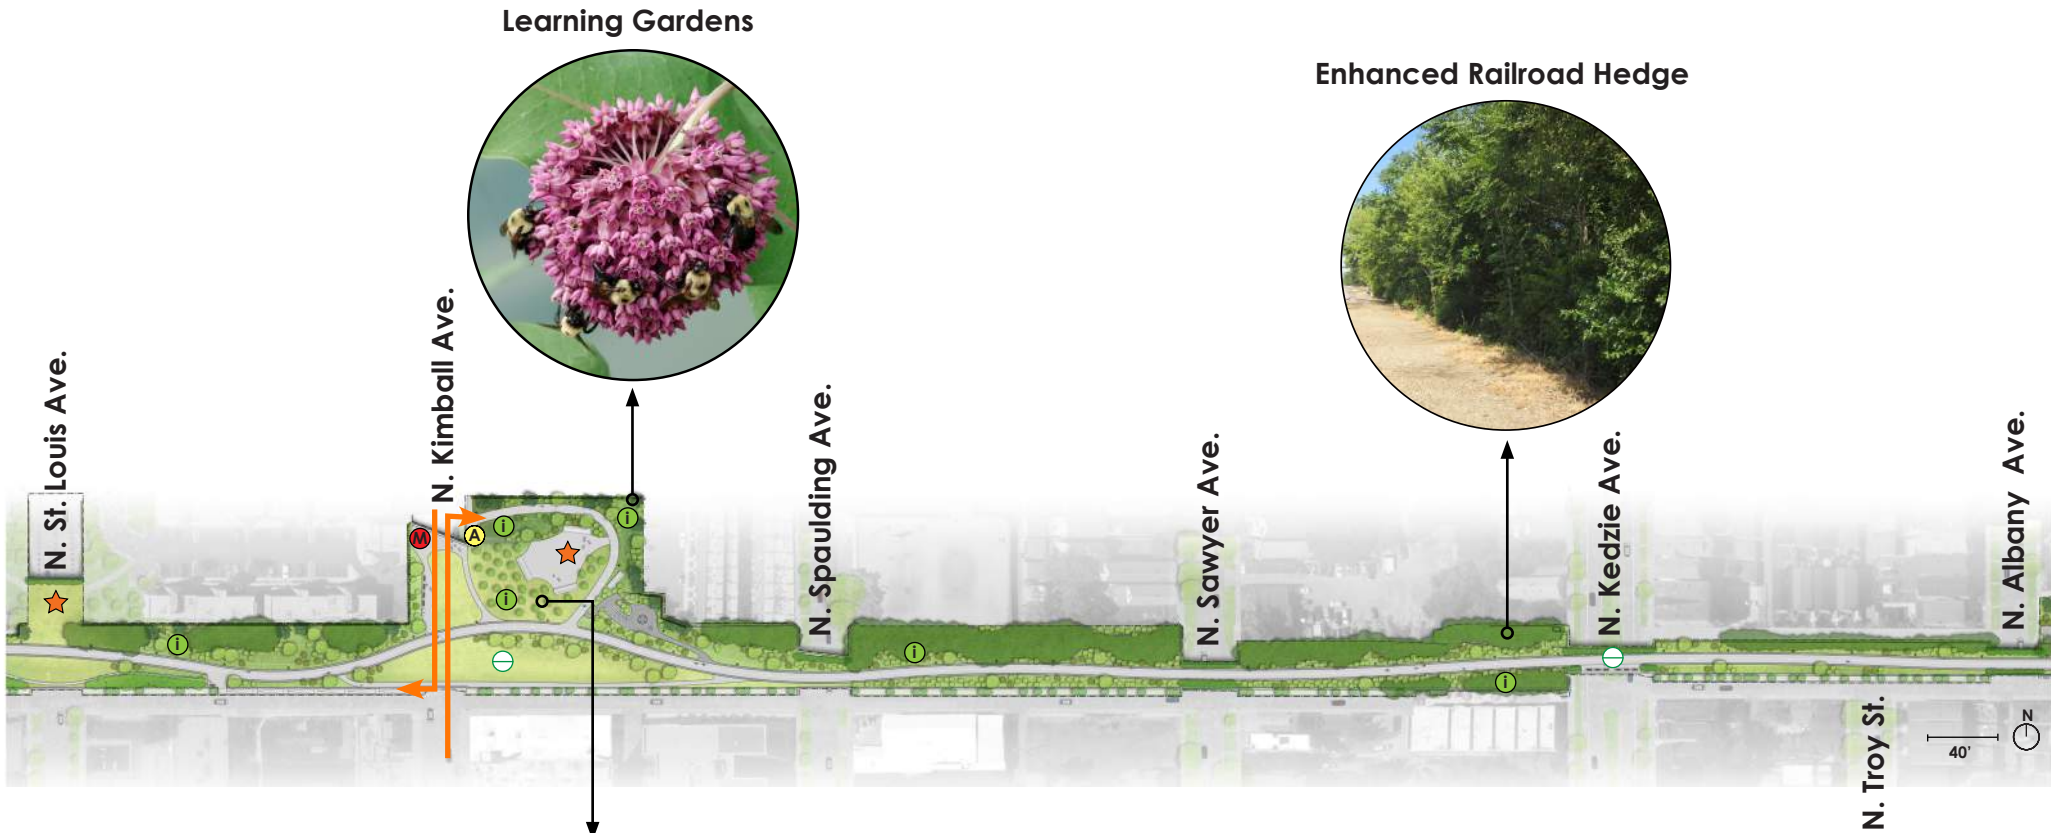 Learning Gardens
Enhanced Railroad Hedge
N. St. Louis Ave.
N. Kimball Ave.
N. Spaulding Ave.
N. Sawyer Ave.
N. Kedzie Ave.
N. Albany Ave.
N. Troy St.
M
A
i
i
i
i
i
i
N
40'